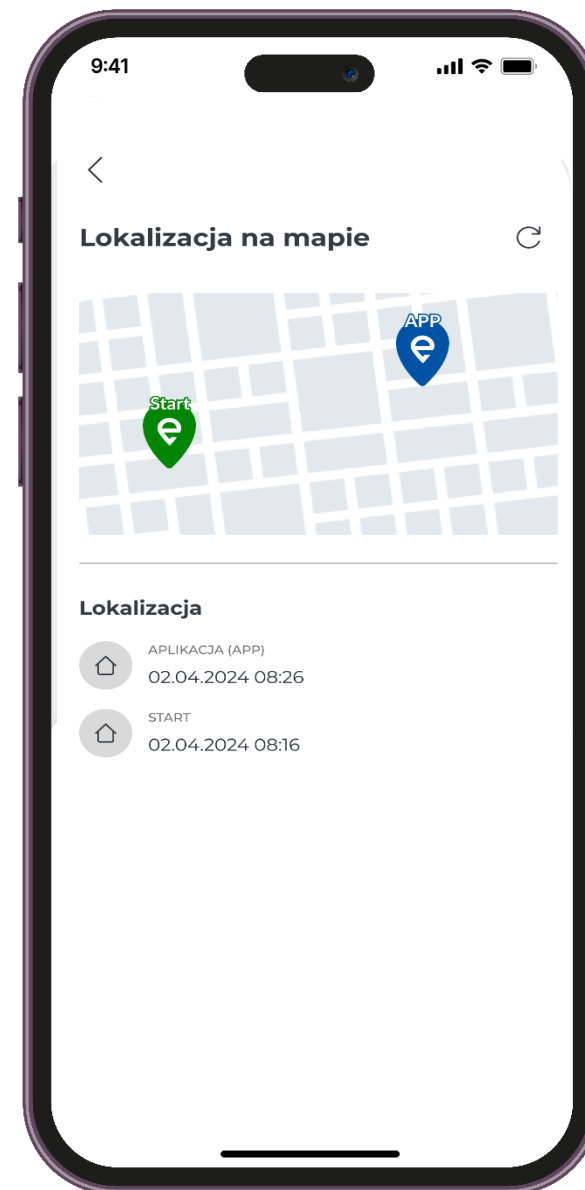 9:41
Lokalizacja na mapie
APP
Start
Lokalizacja
APLIKACJA (APP)
02.04.2024 08:26
START
02.04.2024 08:16